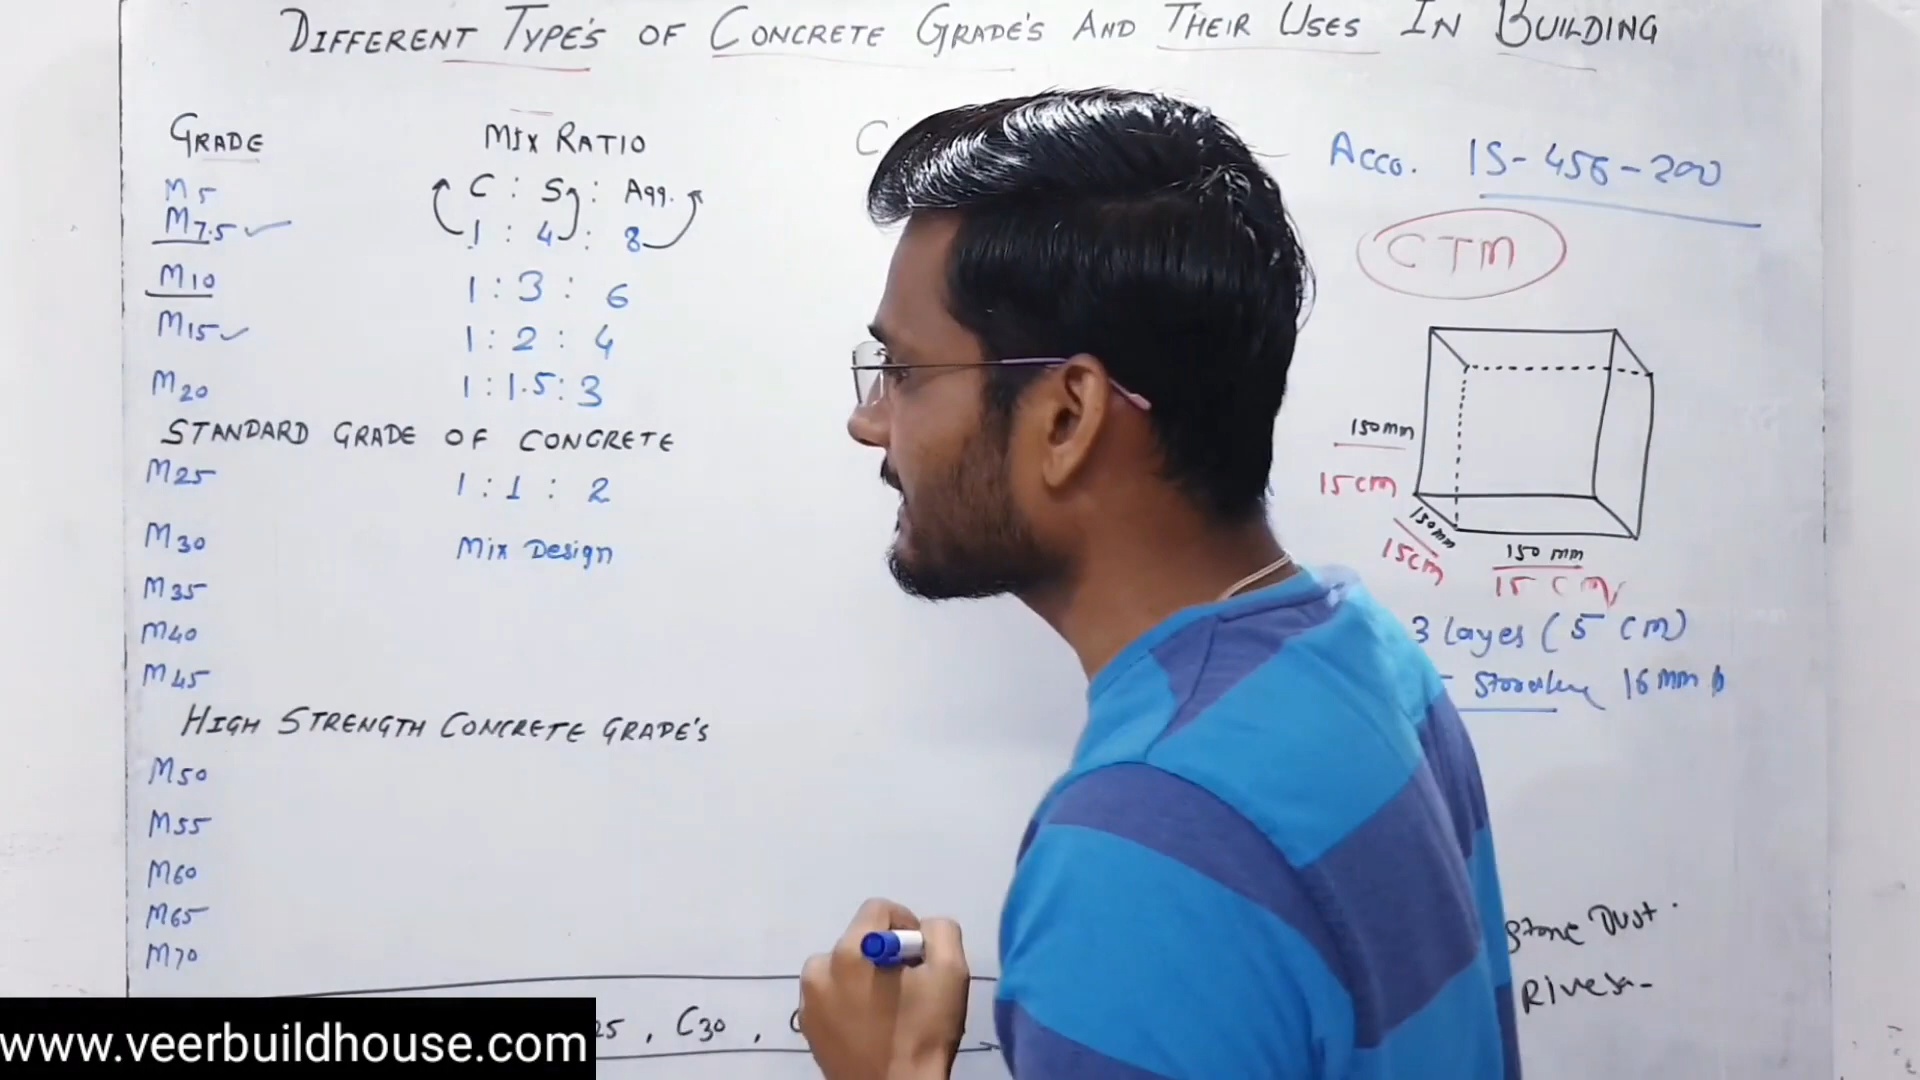 DIFFERENT TYPE'S OF CONCRETE GRADE'S AND THEIR USES IN BUILDING
GRADE
M5
M7.5
M10
M15
M20
MIX RATIO
C : S : Agg.
1 : 4 : 8
1 : 3 : 6
1 : 2 : 4
1 : 1.5 : 3
STANDARD GRADE OF CONCRETE
M25
1 : 1 : 2
M30
Mix Design
M35
M40
M45
HIGH STRENGTH CONCRETE GRADE'S
M50
M55
M60
M65
M70
25 , C30 ,
C
Acco. IS-456-200
CTM
150mm
15cm
150mm
15cm
150 mm
15 cm
3 layes (5 cm)
16 mm
stone Dust
www.veerbuildhouse.com